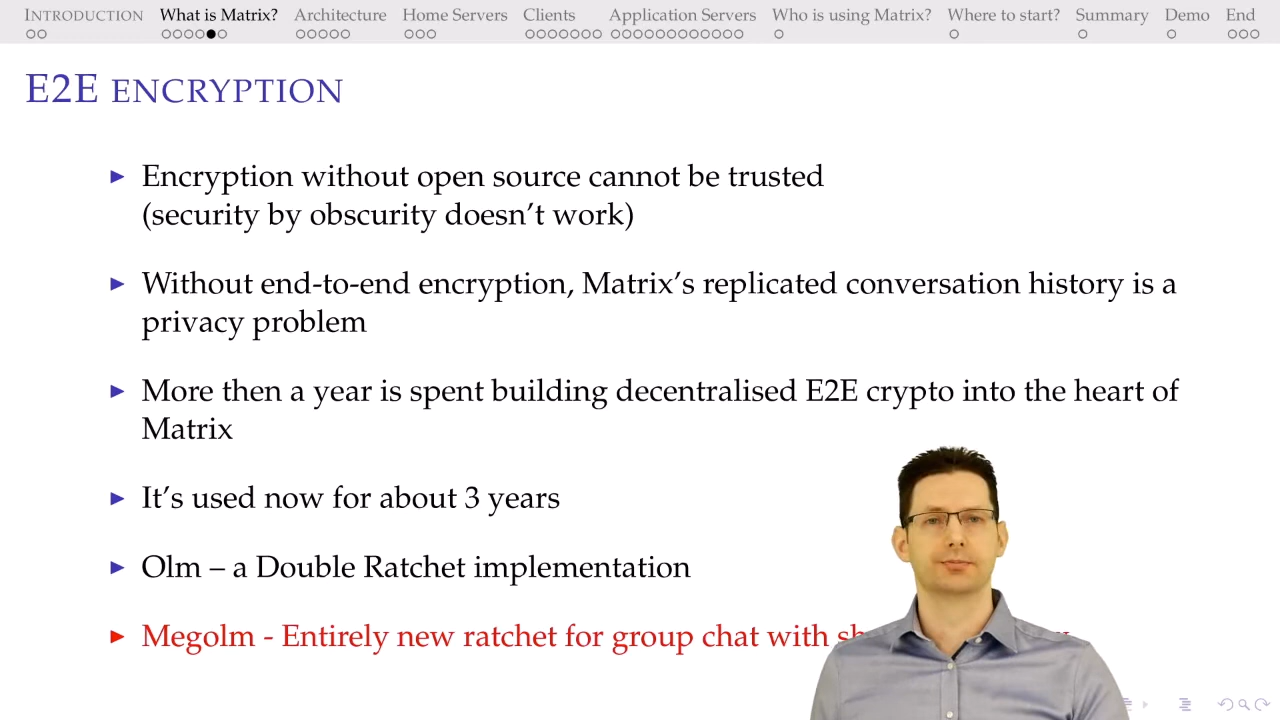 Introduction What is Matrix? Architecture Home Servers Clients Application Servers Who is using Matrix? Where to start? Summary Demo End
E2E encryption
Encryption without open source cannot be trusted
(security by obscurity doesn't work)
Without end-to-end encryption, Matrix's replicated conversation history is a
privacy problem
More then a year is spent building decentralised E2E crypto into the heart of
Matrix
It's used now for about 3 years
Olm – a Double Ratchet implementation
Megolm - Entirely new ratchet for group chat with